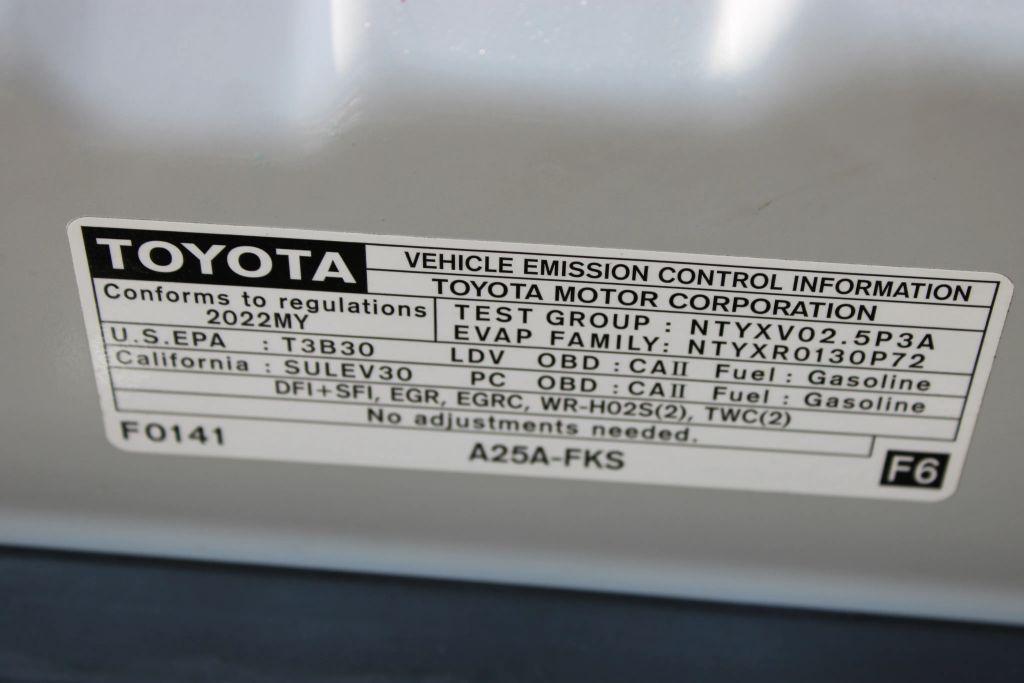 TOYOTA
VEHICLE EMISSION CONTROL INFORMATION
TOYOTA MOTOR CORPORATION
Conforms to regulations
2022MY
TEST GROUP : NTYXV02.5P3A
EVAP FAMILY: NTYXR0130P72
U.S.EPA : T3B30 LDV OBD : CAII Fuel : Gasoline
California : SULEV30 PC OBD : CAII Fuel : Gasoline
DFI+SFI, EGR, EGRC, WR-HO2S(2), TWC(2)
No adjustments needed.
F0141
A25A-FKS
F6